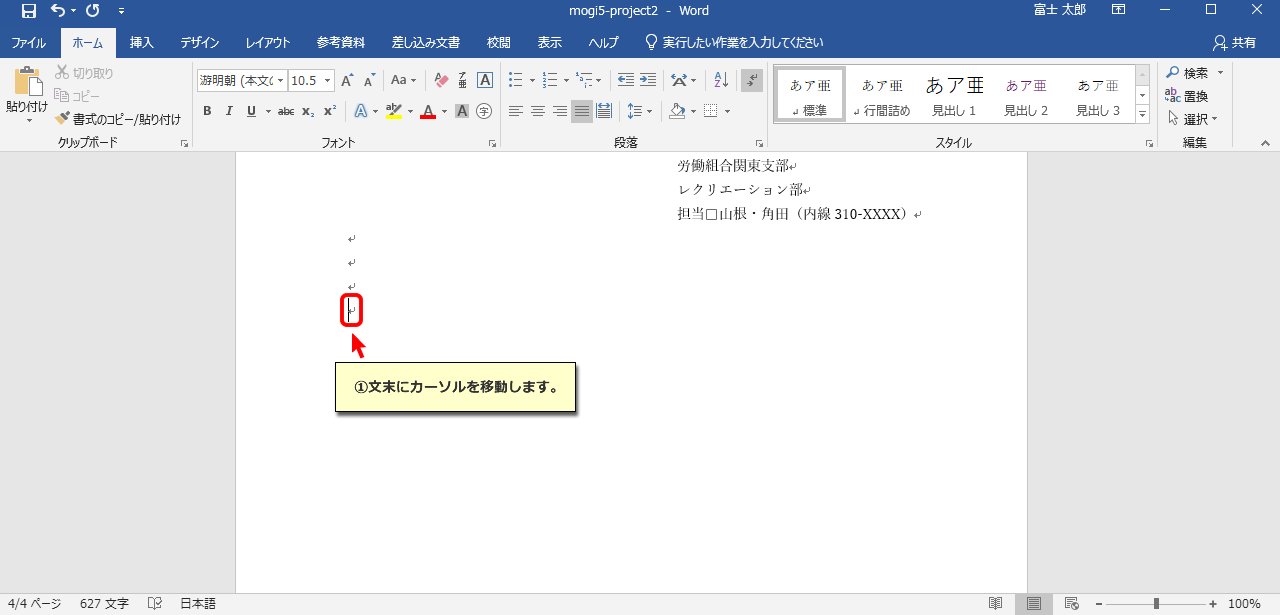 mogi5-project2 - Word
富士 太郎
ファイル ホーム 挿入 デザイン レイアウト 参考資料 差し込み文書 校閲 表示 ヘルプ 実行したい作業を入力してください 共有
貼り付け
切り取り
コピー
書式のコピー/貼り付け
クリップボード
游明朝 (本文の 10.5
フォント
段落
あア亜 あア亜 あア亜 あア亜 あア亜
標準 行間詰め 見出し 1 見出し 2 見出し 3
スタイル
検索
置換
選択
編集
労働組合関東支部
レクリエーション部
担当□山根・角田（内線 310-XXXX）
①文末にカーソルを移動します。
4/4 ページ 627 文字 日本語 100%